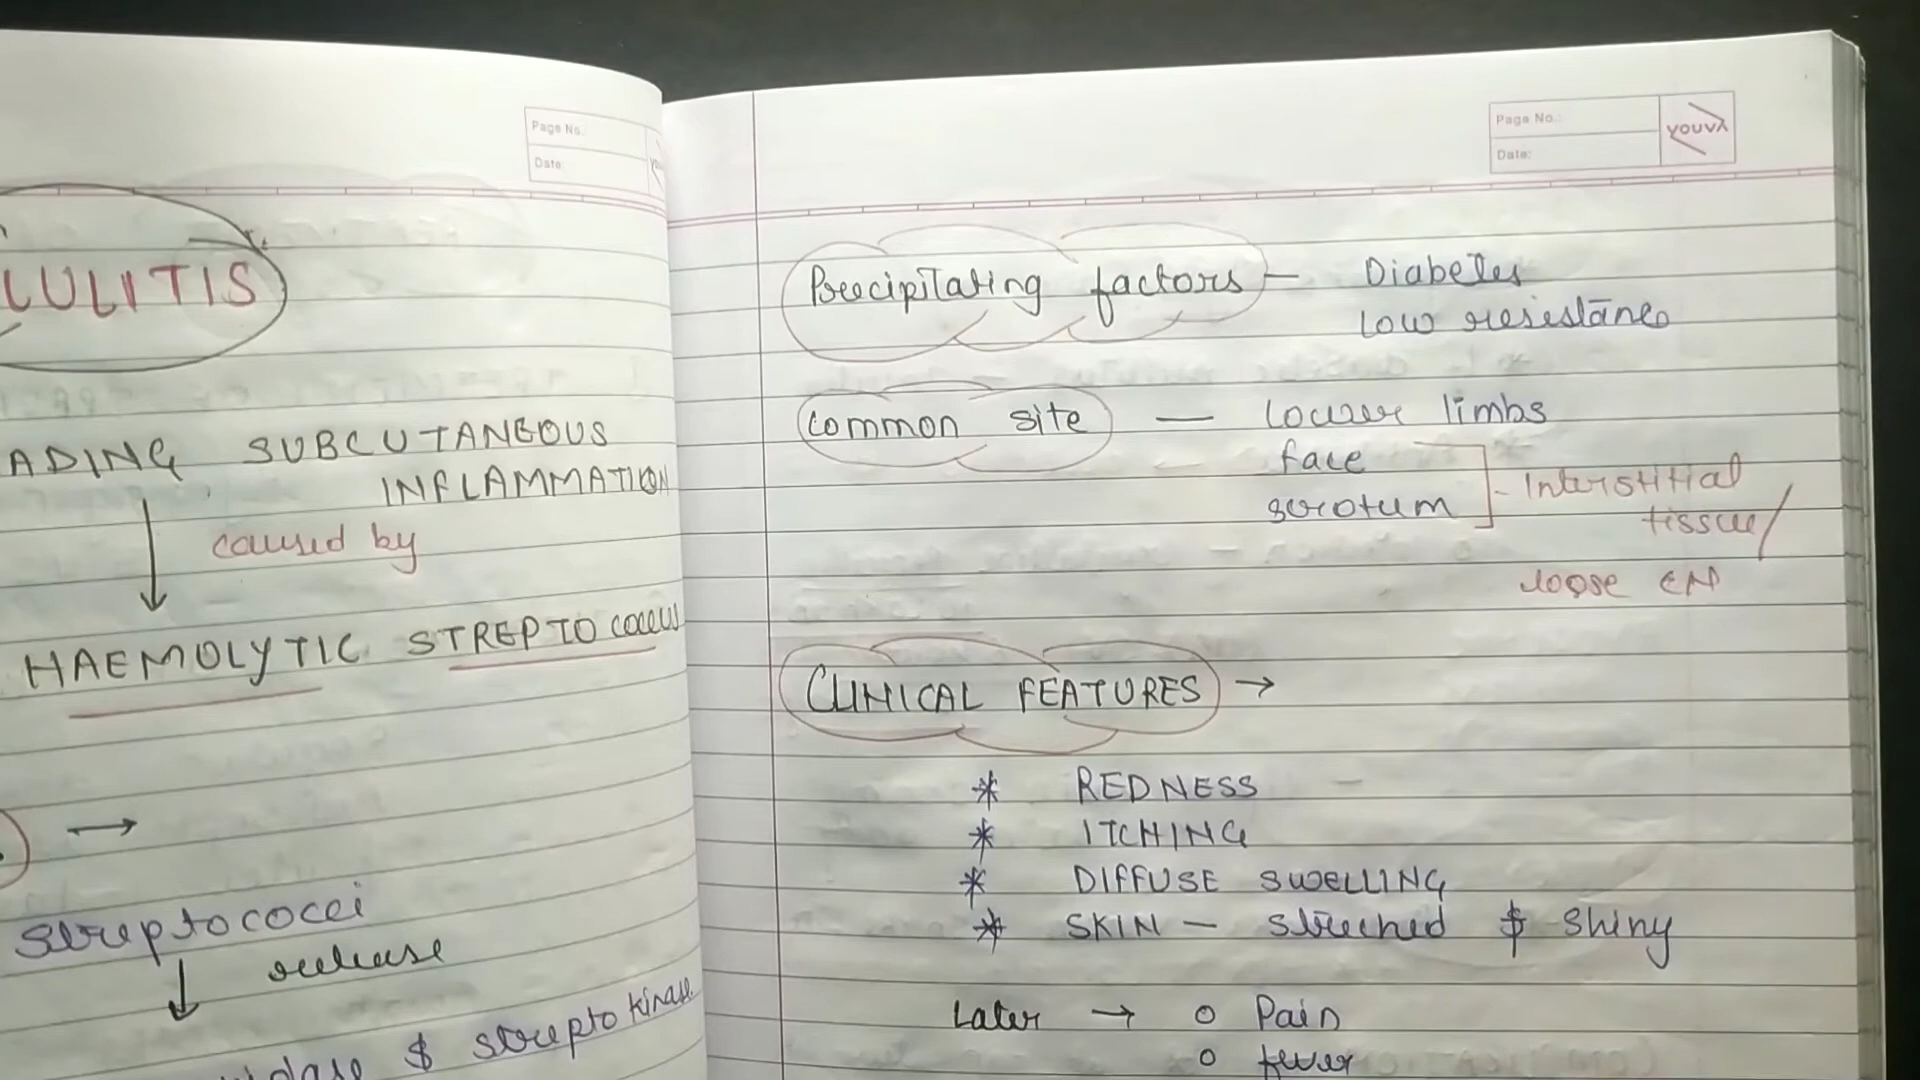 Page No.
Date:
LULITIS
ADING SUBCUTANEOUS
INFLAMMATION
caused by
HAEMOLYTIC STREPTOCOCCUS
streptococci
release
$ streptokinase
Page No.:
Date:
youva
Precipitating factors — Diabetes
low resistance
common site — lower limbs
face
scrotum - Interstitial
tissue/
loose
CLINICAL FEATURES →
* REDNESS
* ITCHING
* DIFFUSE SWELLING
* SKIN — streched $ shiny
Later → o Pain
o fever